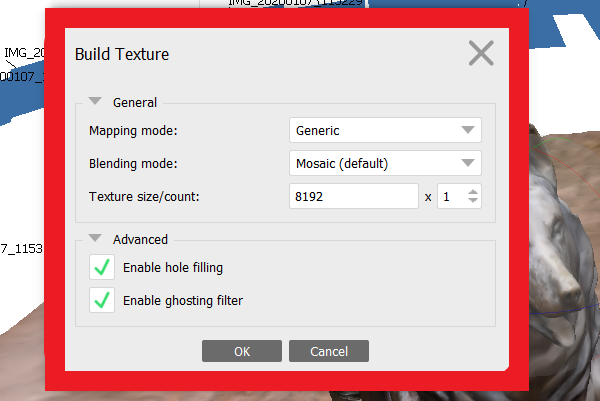 IMG_20200107_115229
IMG_20
00107_1
7_1153
Build Texture
General
Mapping mode: Generic
Blending mode: Mosaic (default)
Texture size/count: 8192 x 1
Advanced
Enable hole filling
Enable ghosting filter
OK Cancel